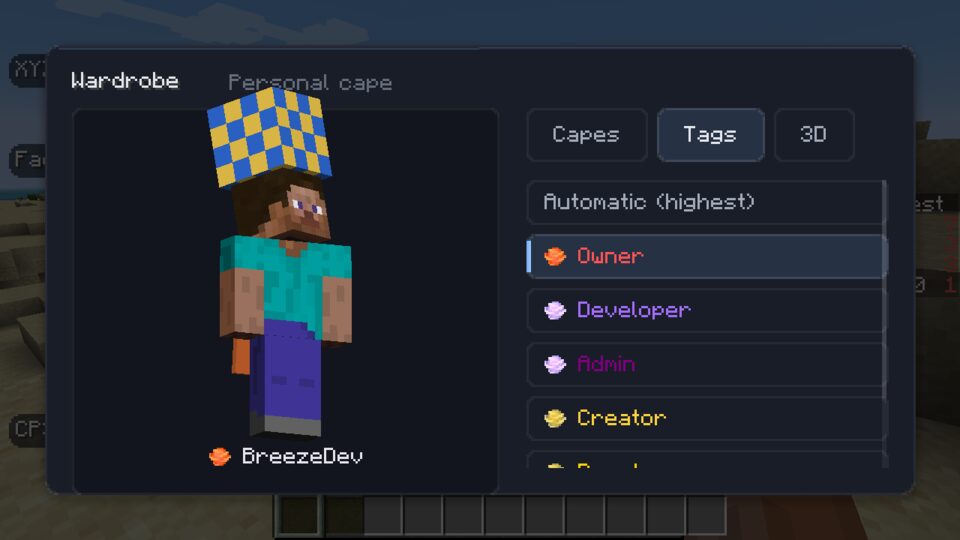 Wardrobe
Personal cape
Capes
Tags
3D
Automatic (highest)
Owner
Developer
Admin
Creator
BreezeDev